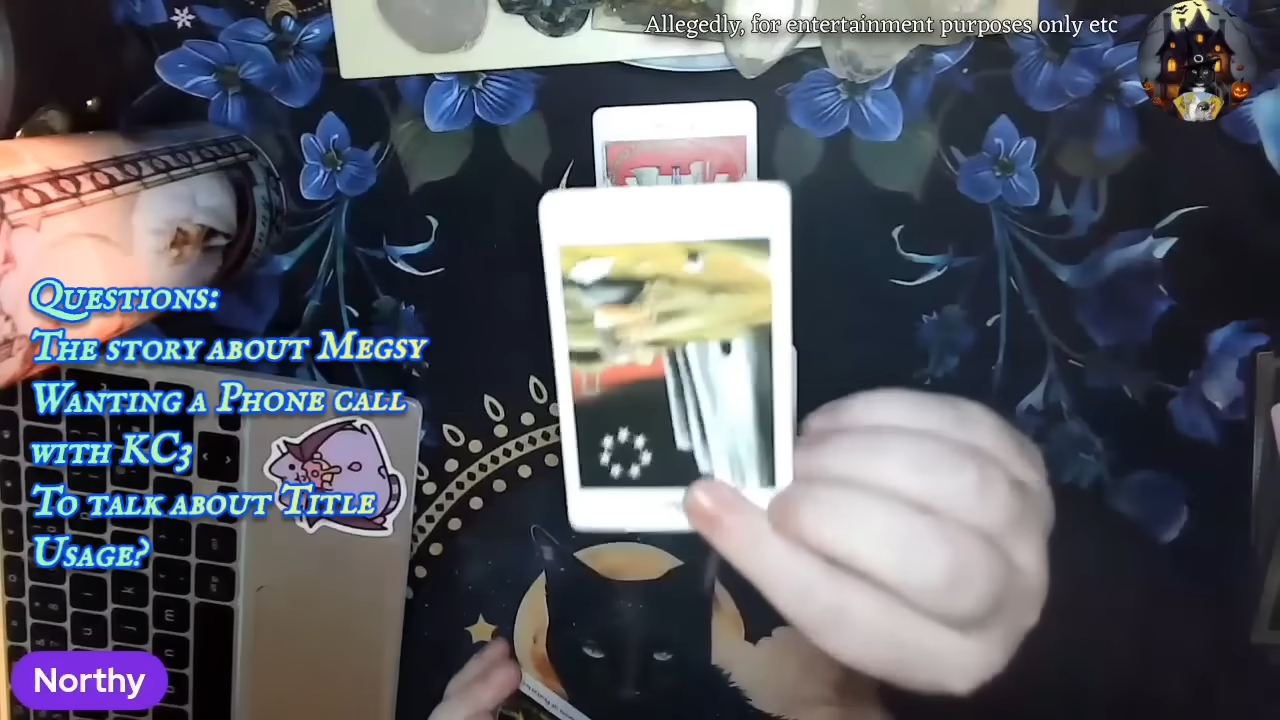 Allegedly, for entertainment purposes only etc
Questions:
The story about Megsy
Wanting a Phone call
with KC3
To talk about Title
Usage?
Northy